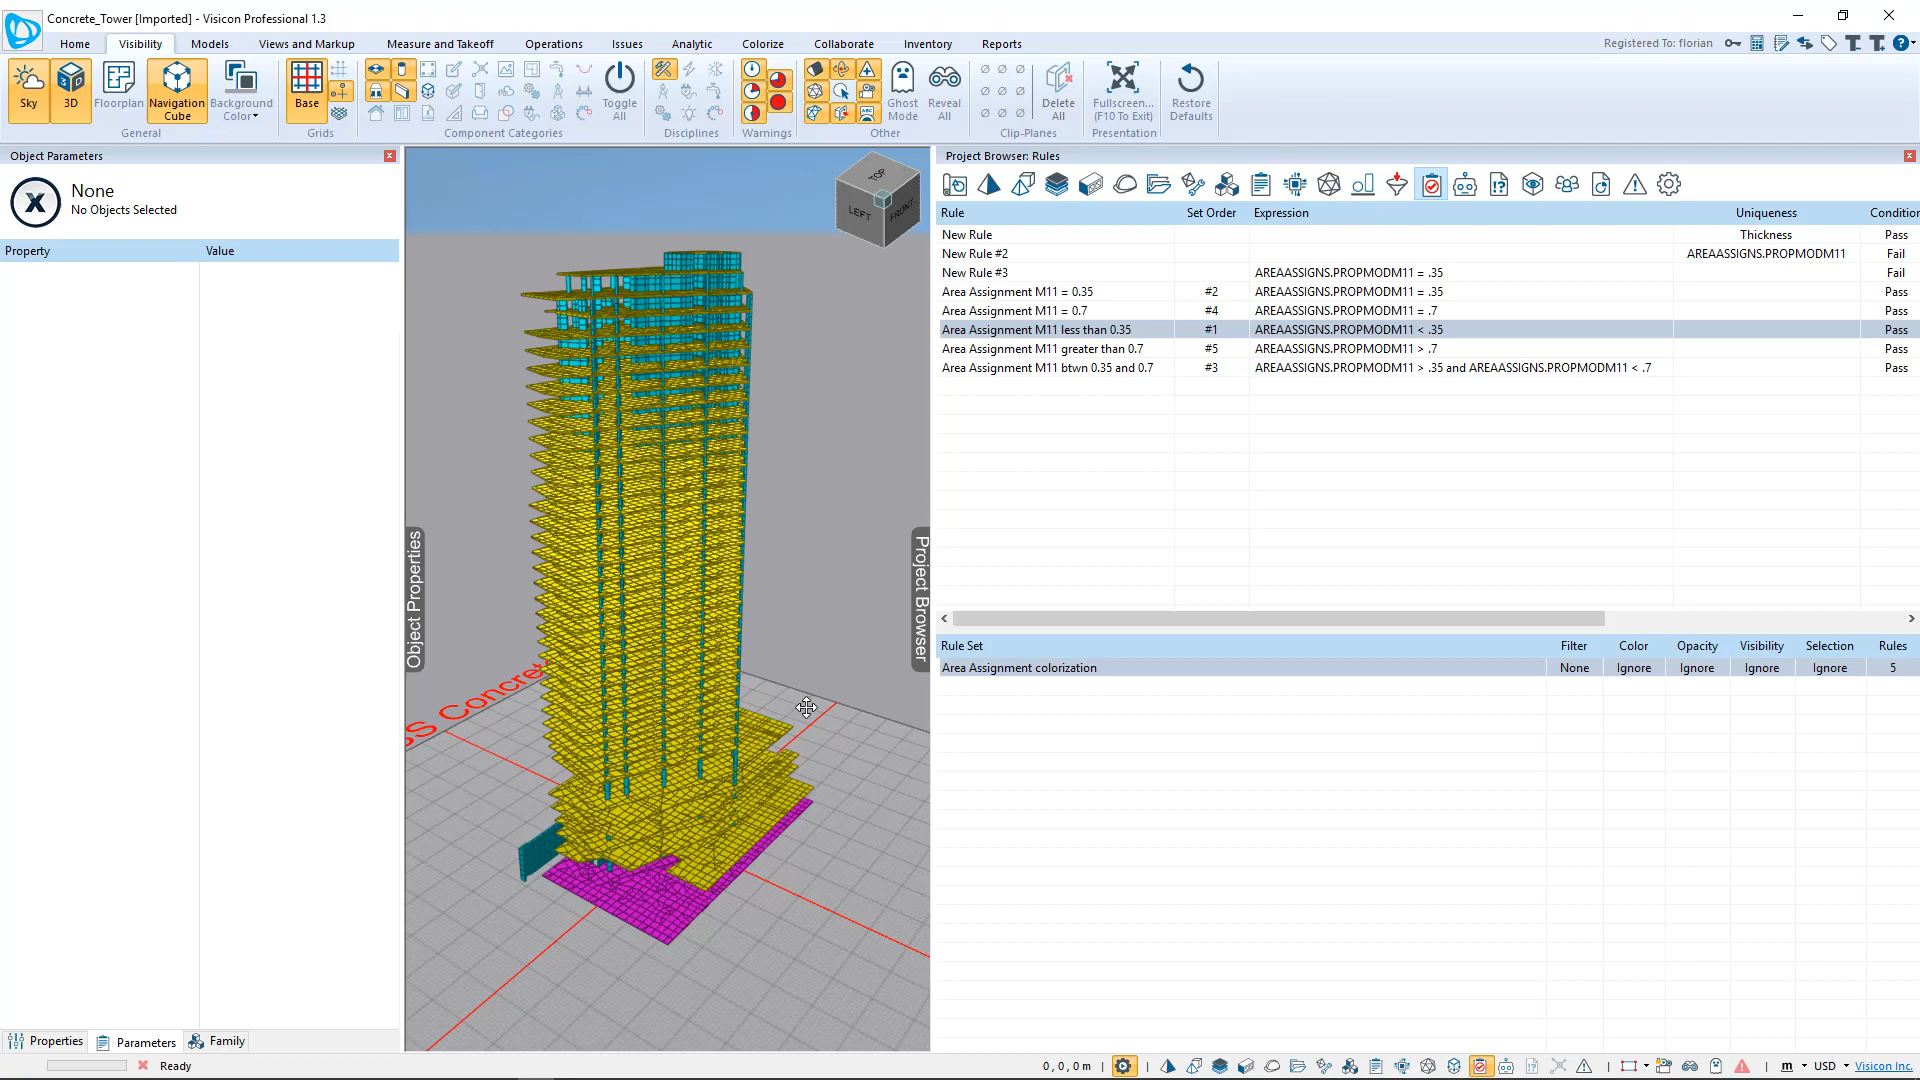 Concrete_Tower [Imported] - Visicon Professional 1.3
Home Visibility Models Views and Markup Measure and Takeoff Operations Issues Analytic Colorize Collaborate Inventory Reports Registered To: florian
Sky 3D Floorplan Navigation Cube Background Color Base Toggle All Ghost Mode Reveal All Delete All Fullscreen... (F10 To Exit) Restore Defaults
General Grids Component Categories Disciplines Warnings Other Clip-Planes Presentation
Object Parameters
None
No Objects Selected
Property Value
TOP
LEFT FRONT
Object Properties
Project Browser
SS Concret
Project Browser: Rules
Rule Set Order Expression Uniqueness Condition
New Rule Thickness Pass
New Rule #2 AREAASSIGNS.PROPMODM11 Fail
New Rule #3 AREAASSIGNS.PROPMODM11 = .35 Fail
Area Assignment M11 = 0.35 #2 AREAASSIGNS.PROPMODM11 = .35 Pass
Area Assignment M11 = 0.7 #4 AREAASSIGNS.PROPMODM11 = .7 Pass
Area Assignment M11 less than 0.35 #1 AREAASSIGNS.PROPMODM11 < .35 Pass
Area Assignment M11 greater than 0.7 #5 AREAASSIGNS.PROPMODM11 > .7 Pass
Area Assignment M11 btwn 0.35 and 0.7 #3 AREAASSIGNS.PROPMODM11 > .35 and AREAASSIGNS.PROPMODM11 < .7 Pass
Rule Set Filter Color Opacity Visibility Selection Rules
Area Assignment colorization None Ignore Ignore Ignore Ignore 5
Properties Parameters Family
Ready 0, 0, 0 m m USD Visicon Inc.